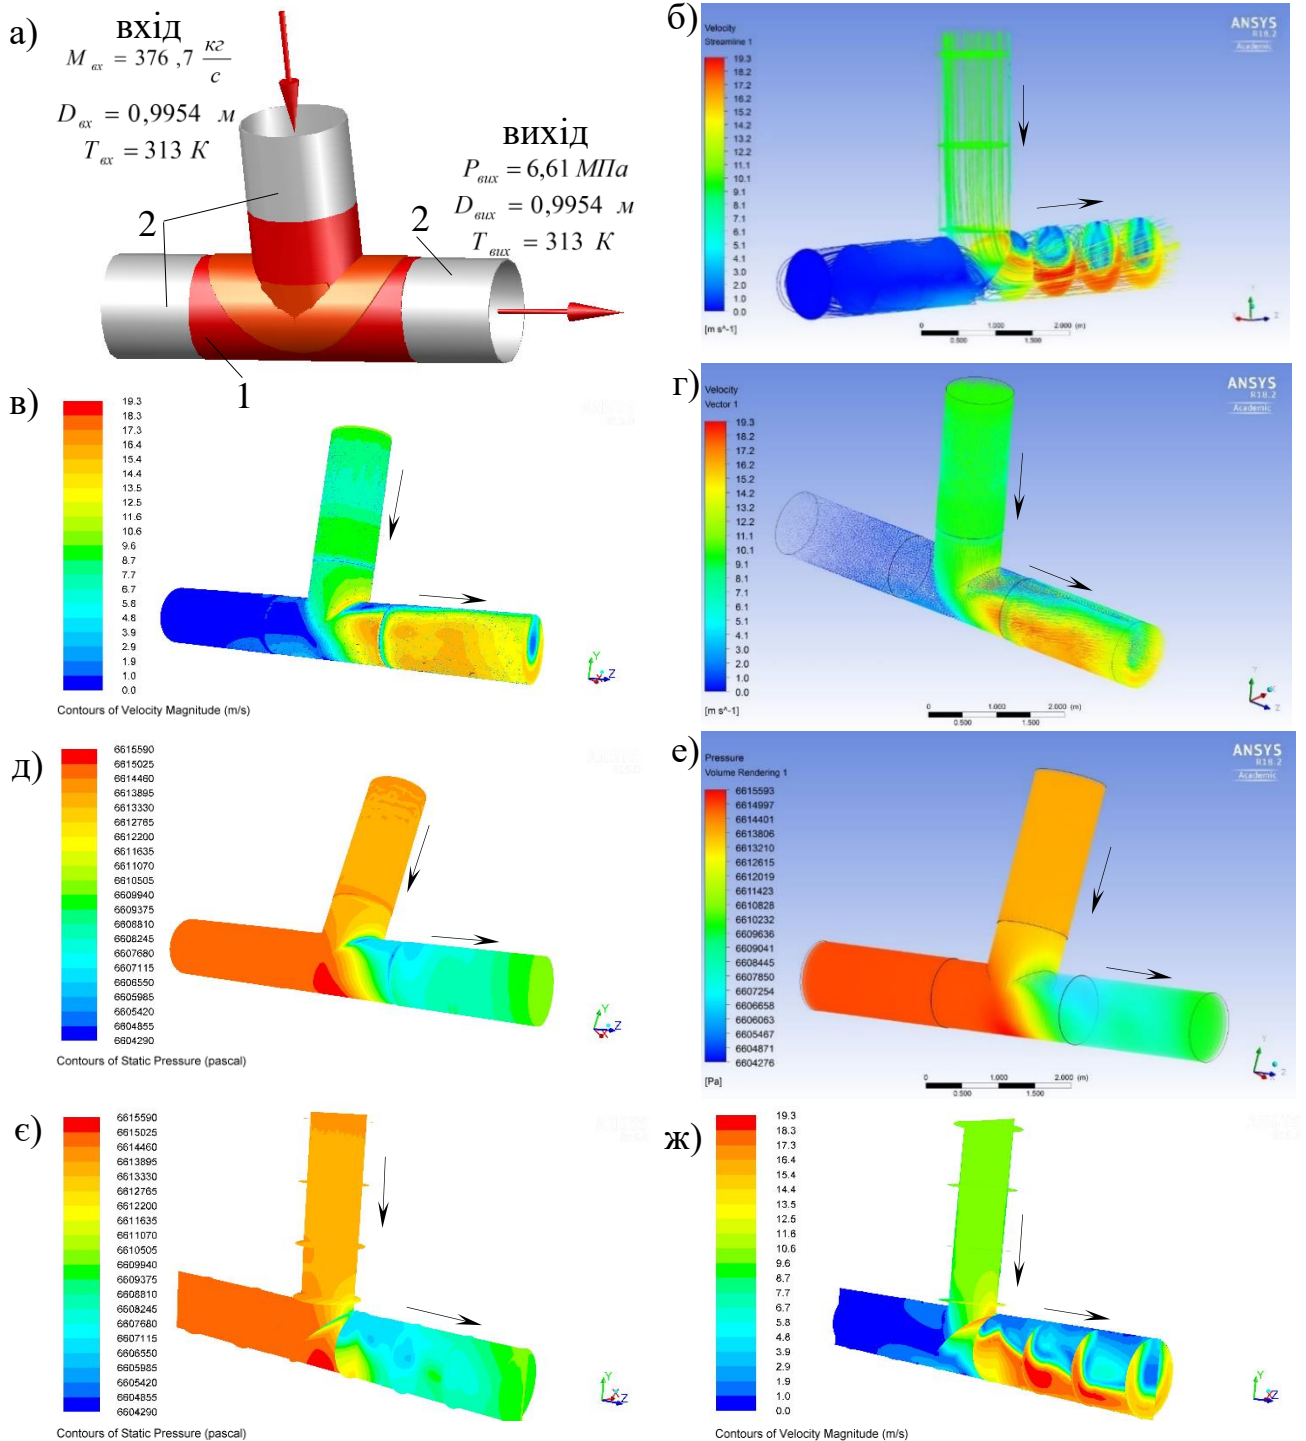 а)
вхід
M вх = 376 ,7 кг/с
D вх = 0,9954 м
T вх = 313 К
вихід
P вих = 6,61 МПа
D вих = 0,9954 м
T вих = 313 К
2
2
1
б)
Velocity
Streamline 1
19.3
18.2
17.2
16.2
15.2
14.2
13.2
12.2
11.1
10.1
9.1
8.1
7.1
6.1
5.1
4.0
3.0
2.0
1.0
0.0
[m s^-1]
ANSYS
R18.2
Academic
0 1.000 2.000 (m)
0.500 1.500
Y
Z
в)
19.3
18.3
17.3
16.4
15.4
14.4
13.5
12.5
11.6
10.6
9.6
8.7
7.7
6.7
5.8
4.8
3.9
2.9
1.9
1.0
0.0
Y
X
Z
Contours of Velocity Magnitude (m/s)
г)
Velocity
Vector 1
19.3
18.2
17.2
16.2
15.2
14.2
13.2
12.2
11.1
10.1
9.1
8.1
7.1
6.1
5.1
4.0
3.0
2.0
1.0
0.0
[m s^-1]
ANSYS
R18.2
Academic
0 1.000 2.000 (m)
0.500 1.500
Y
X
Z
д)
6615590
6615025
6614460
6613895
6613330
6612765
6612200
6611635
6611070
6610505
6609940
6609375
6608810
6608245
6607680
6607115
6606550
6605985
6605420
6604855
6604290
Y
X
Z
Contours of Static Pressure (pascal)
е)
Pressure
Volume Rendering 1
6615593
6614997
6614401
6613806
6613210
6612615
6612019
6611423
6610828
6610232
6609636
6609041
6608445
6607850
6607254
6606658
6606063
6605467
6604871
6604276
[Pa]
ANSYS
R18.2
Academic
0 1.000 2.000 (m)
0.500 1.500
Y
X
Z
є)
6615590
6615025
6614460
6613895
6613330
6612765
6612200
6611635
6611070
6610505
6609940
6609375
6608810
6608245
6607680
6607115
6606550
6605985
6605420
6604855
6604290
Y
X
Z
Contours of Static Pressure (pascal)
ж)
19.3
18.3
17.3
16.4
15.4
14.4
13.5
12.5
11.6
10.6
9.6
8.7
7.7
6.7
5.8
4.8
3.9
2.9
1.9
1.0
0.0
Y
X
Z
Contours of Velocity Magnitude (m/s)